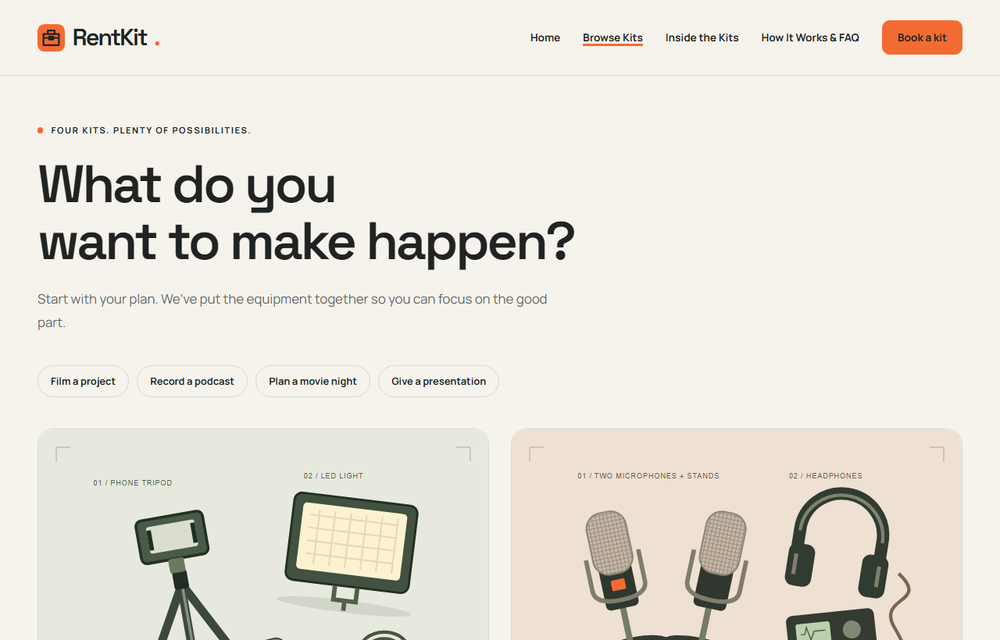 RentKit .
Home
Browse Kits
Inside the Kits
How It Works & FAQ
Book a kit
FOUR KITS. PLENTY OF POSSIBILITIES.
What do you
want to make happen?
Start with your plan. We’ve put the equipment together so you can focus on the good
part.
Film a project
Record a podcast
Plan a movie night
Give a presentation
01 / PHONE TRIPOD
02 / LED LIGHT
01 / TWO MICROPHONES + STANDS
02 / HEADPHONES